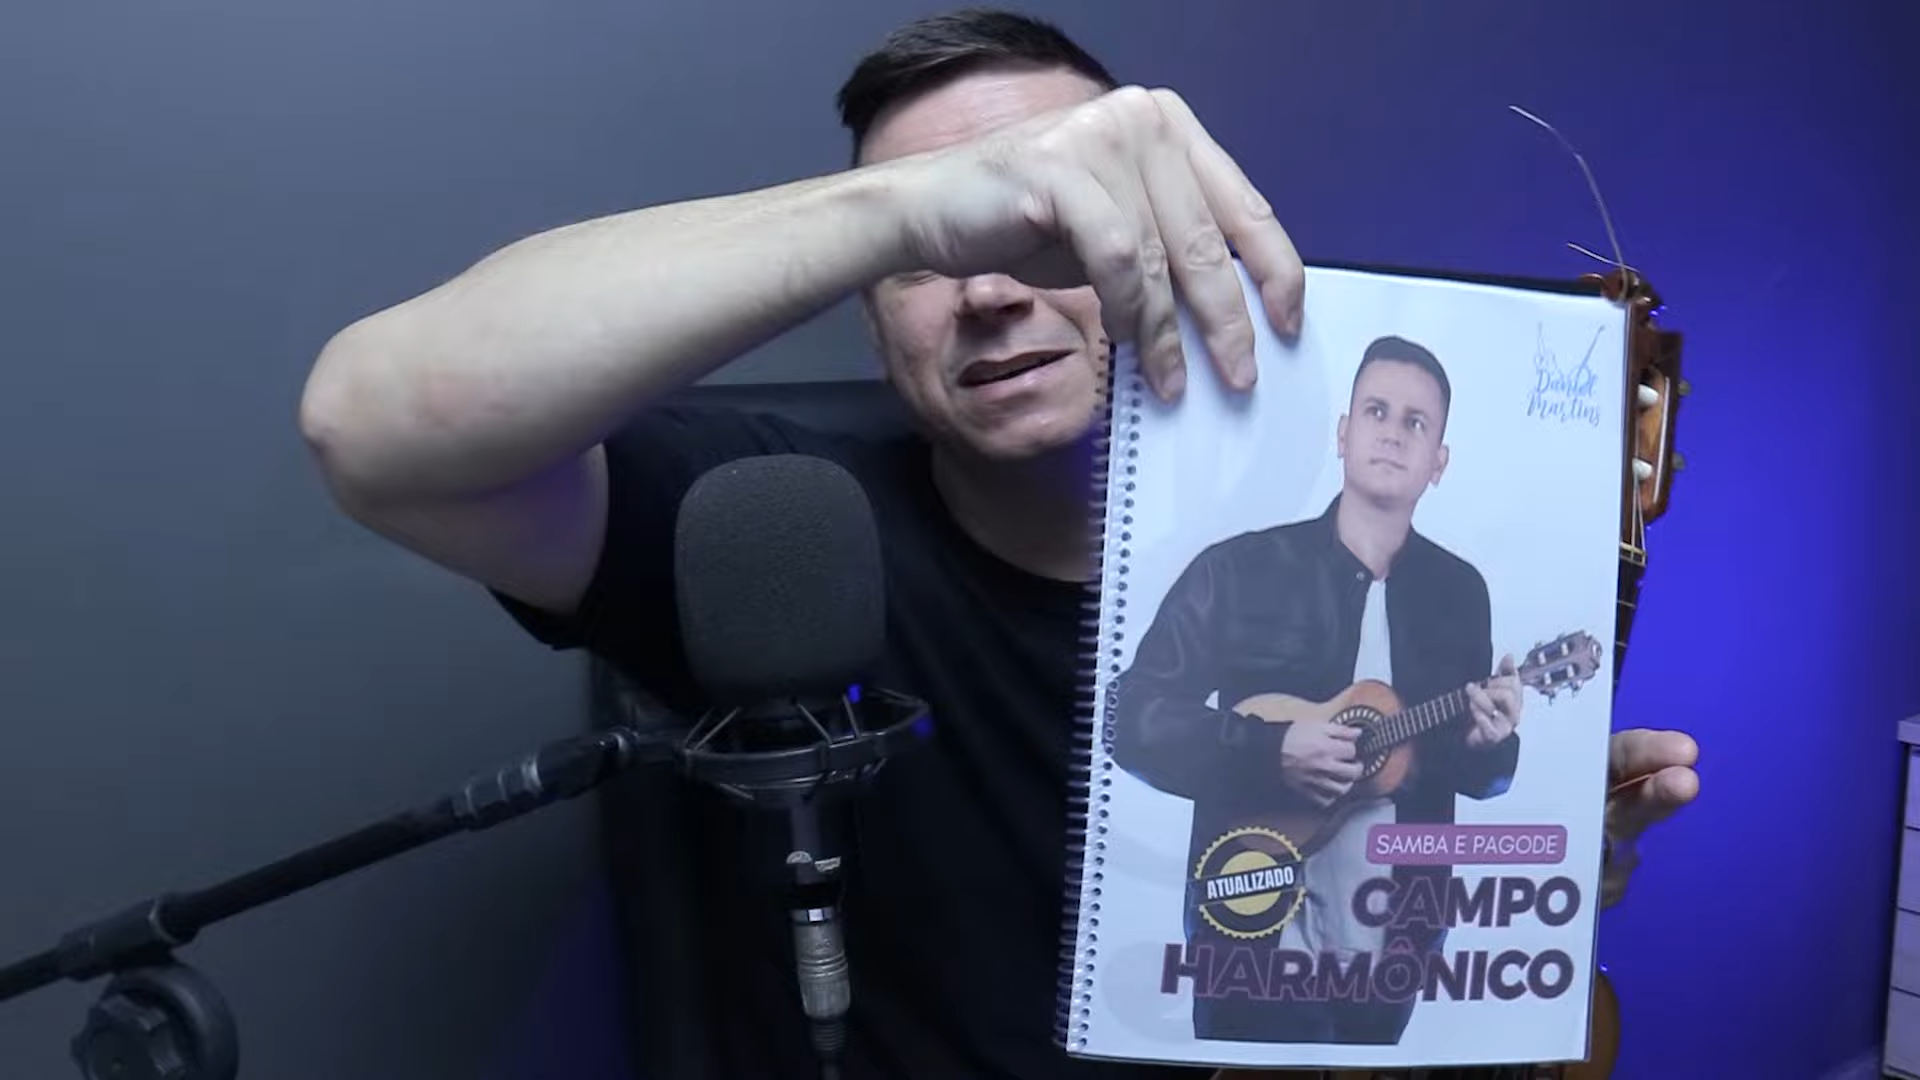 Daniel
Martins
SAMBA E PAGODE
ATUALIZADO
CAMPO
HARMÔNICO